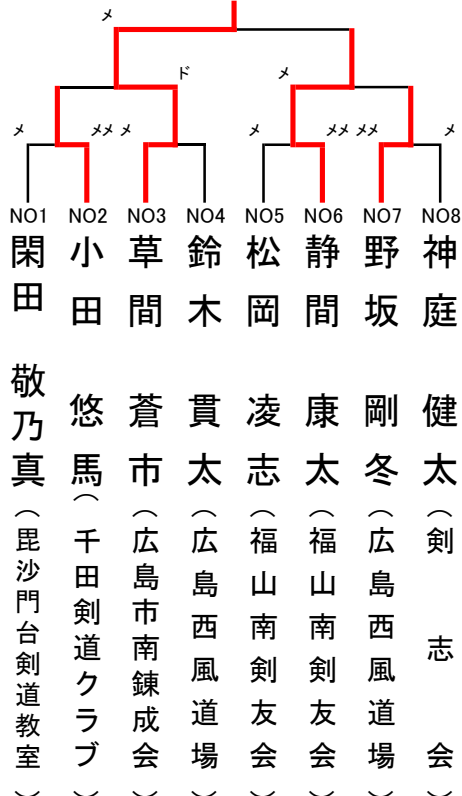 メ
ド メ
メ メメ メ メ メメ メメ メ
NO1 NO2 NO3 NO4 NO5 NO6 NO7 NO8
閑田 敬乃真(毘沙門台剣道教室)
小田 悠馬(千田剣道クラブ)
草間 蒼市(広島市南錬成会)
鈴木 貫太(広島西風道場)
松岡 凌志(福山南剣友会)
静間 康太(福山南剣友会)
野坂 剛冬(広島西風道場)
神庭 健太(剣志会)